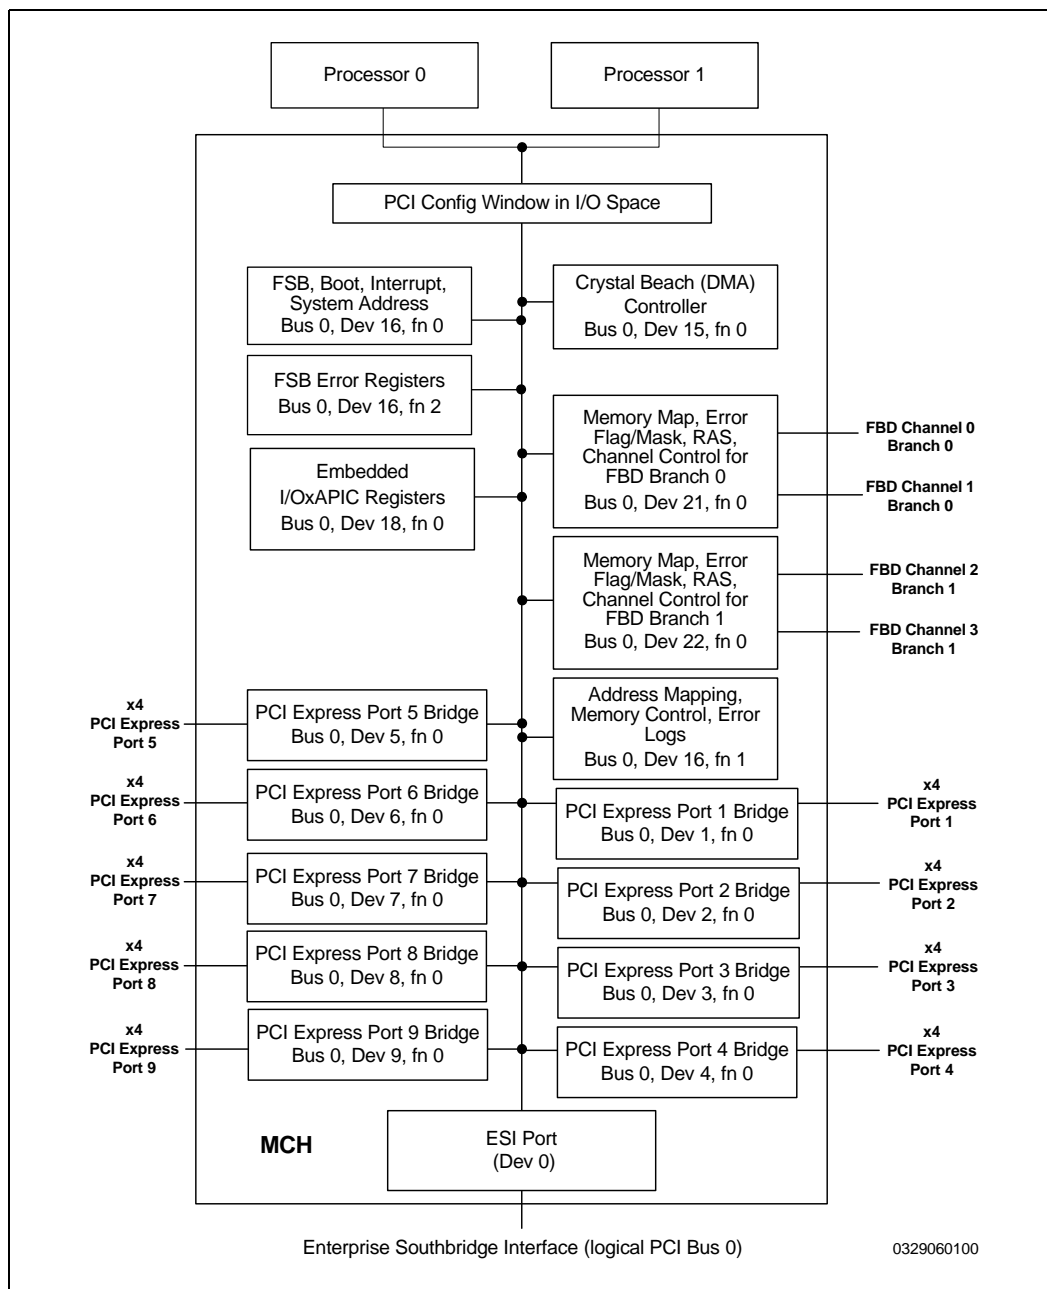 Processor 0
Processor 1
PCI Config Window in I/O Space
FSB, Boot, Interrupt,
System Address
Bus 0, Dev 16, fn 0
Crystal Beach (DMA)
Controller
Bus 0, Dev 15, fn 0
FSB Error Registers
Bus 0, Dev 16, fn 2
Memory Map, Error
Flag/Mask, RAS,
Channel Control for
FBD Branch 0
Bus 0, Dev 21, fn 0
FBD Channel 0
Branch 0
FBD Channel 1
Branch 0
Embedded
I/OxAPIC Registers
Bus 0, Dev 18, fn 0
Memory Map, Error
Flag/Mask, RAS,
Channel Control for
FBD Branch 1
Bus 0, Dev 22, fn 0
FBD Channel 2
Branch 1
FBD Channel 3
Branch 1
x4
PCI Express
Port 5
PCI Express Port 5 Bridge
Bus 0, Dev 5, fn 0
Address Mapping,
Memory Control, Error
Logs
Bus 0, Dev 16, fn 1
x4
PCI Express
Port 6
PCI Express Port 6 Bridge
Bus 0, Dev 6, fn 0
PCI Express Port 1 Bridge
Bus 0, Dev 1, fn 0
x4
PCI Express
Port 1
x4
PCI Express
Port 7
PCI Express Port 7 Bridge
Bus 0, Dev 7, fn 0
PCI Express Port 2 Bridge
Bus 0, Dev 2, fn 0
x4
PCI Express
Port 2
x4
PCI Express
Port 8
PCI Express Port 8 Bridge
Bus 0, Dev 8, fn 0
PCI Express Port 3 Bridge
Bus 0, Dev 3, fn 0
x4
PCI Express
Port 3
x4
PCI Express
Port 9
PCI Express Port 9 Bridge
Bus 0, Dev 9, fn 0
PCI Express Port 4 Bridge
Bus 0, Dev 4, fn 0
x4
PCI Express
Port 4
MCH
ESI Port
(Dev 0)
Enterprise Southbridge Interface (logical PCI Bus 0)
0329060100